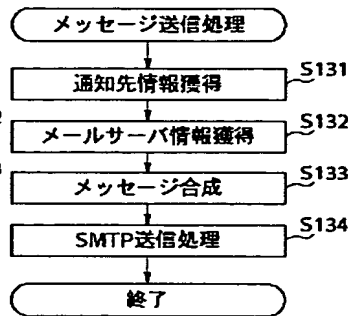 メッセージ送信処理
通知先情報獲得 S131
メールサーバ情報獲得 S132
メッセージ合成 S133
SMTP送信処理 S134
終了